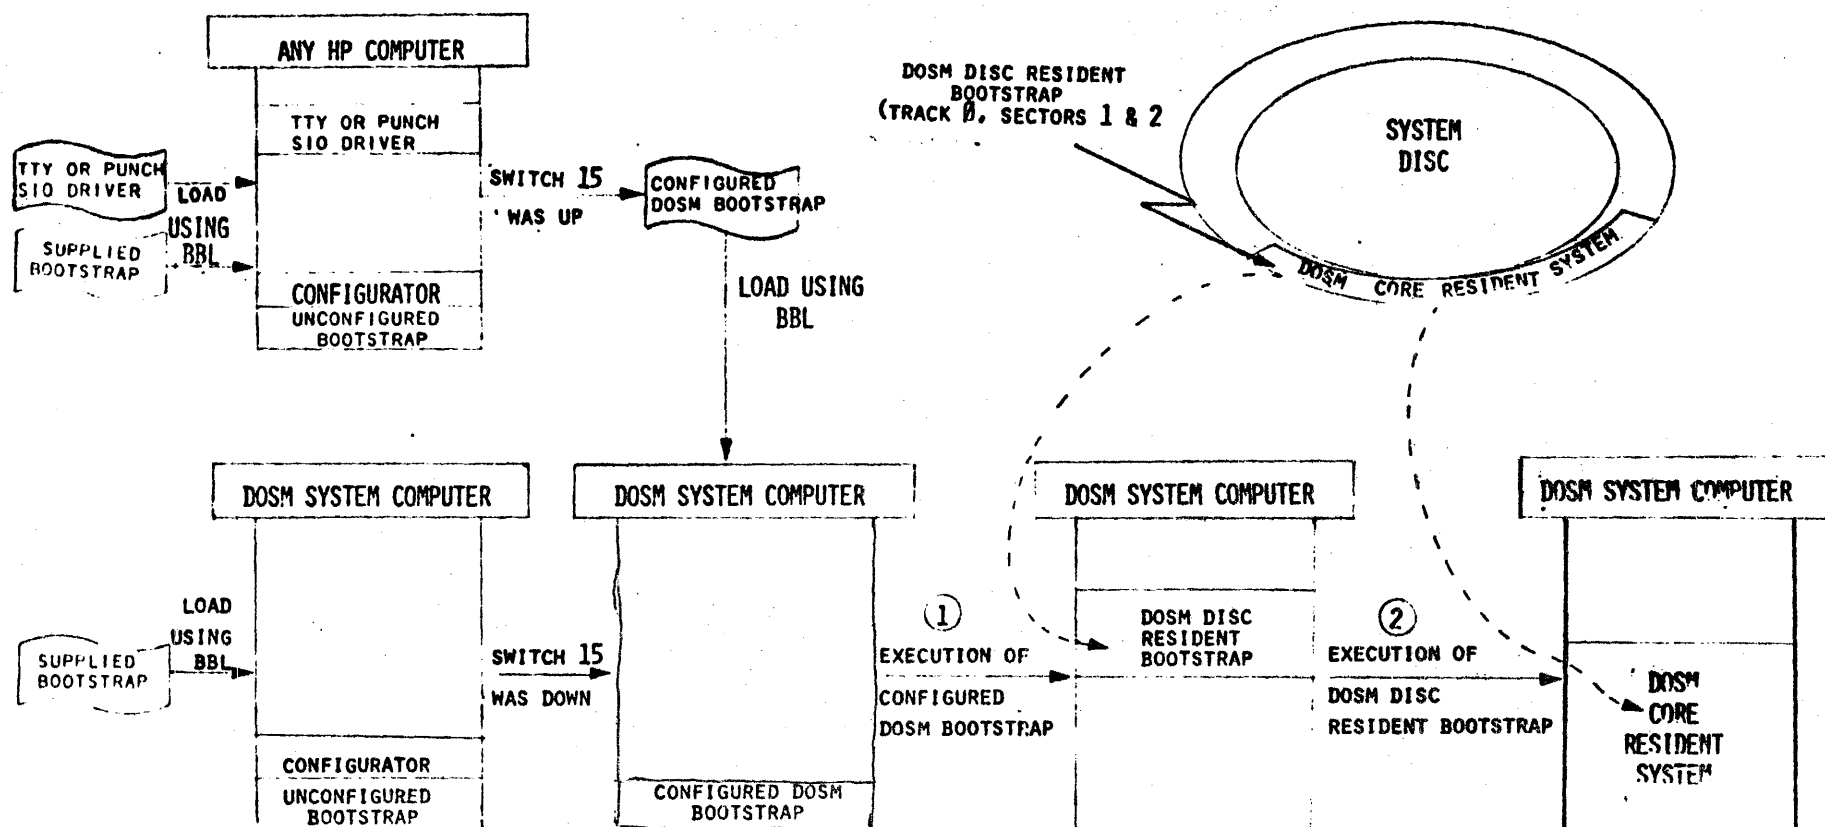 ANY HP COMPUTER
TTY OR PUNCH
SIO DRIVER
TTY OR PUNCH
SIO DRIVER
LOAD
USING
BBL
SUPPLIED
BOOTSTRAP
CONFIGURATOR
UNCONFIGURED
BOOTSTRAP
SWITCH 15
WAS UP
CONFIGURED
DOSM BOOTSTRAP
LOAD USING
BBL
DOSM DISC RESIDENT
BOOTSTRAP
(TRACK Ø, SECTORS 1 & 2
SYSTEM
DISC
DOSM CORE RESIDENT SYSTEM
DOSM SYSTEM COMPUTER
LOAD
USING
BBL
SUPPLIED
BOOTSTRAP
CONFIGURATOR
UNCONFIGURED
BOOTSTRAP
SWITCH 15
WAS DOWN
DOSM SYSTEM COMPUTER
CONFIGURED DOSM
BOOTSTRAP
1
EXECUTION OF
CONFIGURED
DOSM BOOTSTRAP
DOSM SYSTEM COMPUTER
DOSM DISC
RESIDENT
BOOTSTRAP
2
EXECUTION OF
DOSM DISC
RESIDENT BOOTSTRAP
DOSM SYSTEM COMPUTER
DOSM
CORE
RESIDENT
SYSTEM